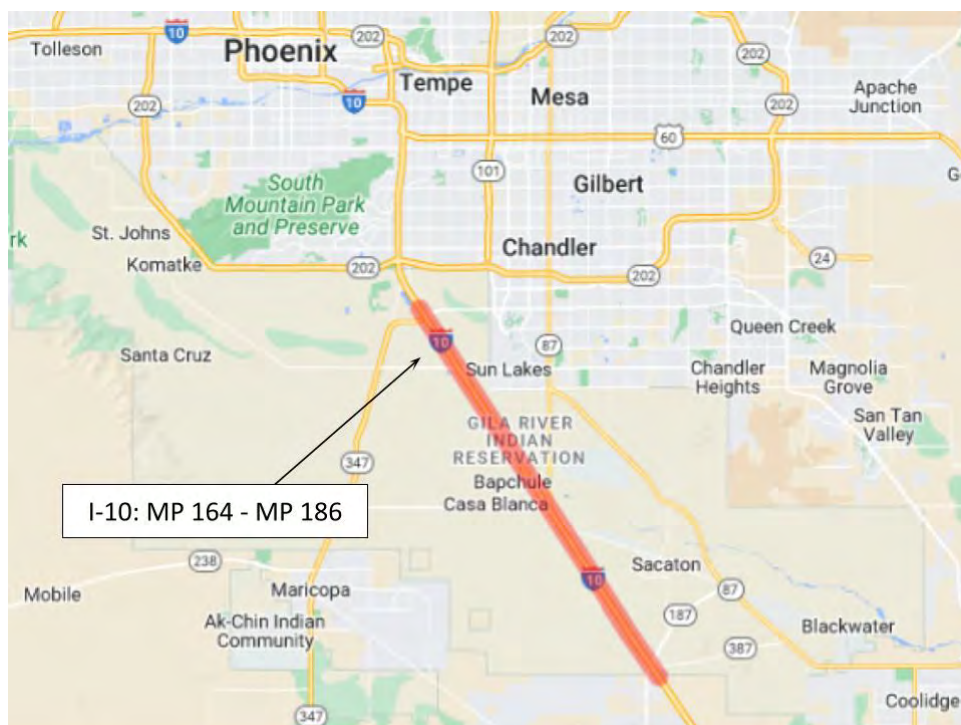 Tolleson
10
202
202
202
Phoenix
Tempe
Mesa
Apache
Junction
202
10
202
60
101
South
Mountain Park
and Preserve
Gilbert
G
rk
St. Johns
Komatke
202
Chandler
202
24
10
Santa Cruz
Sun Lakes
87
Queen Creek
Chandler
Heights
Magnolia
Grove
San Tan
Valley
GILA RIVER
INDIAN
RESERVATION
347
Bapchule
Casa Blanca
I-10: MP 164 - MP 186
238
Mobile
Maricopa
Ak-Chin Indian
Community
10
Sacaton
87
187
Blackwater
387
Coolidge
347